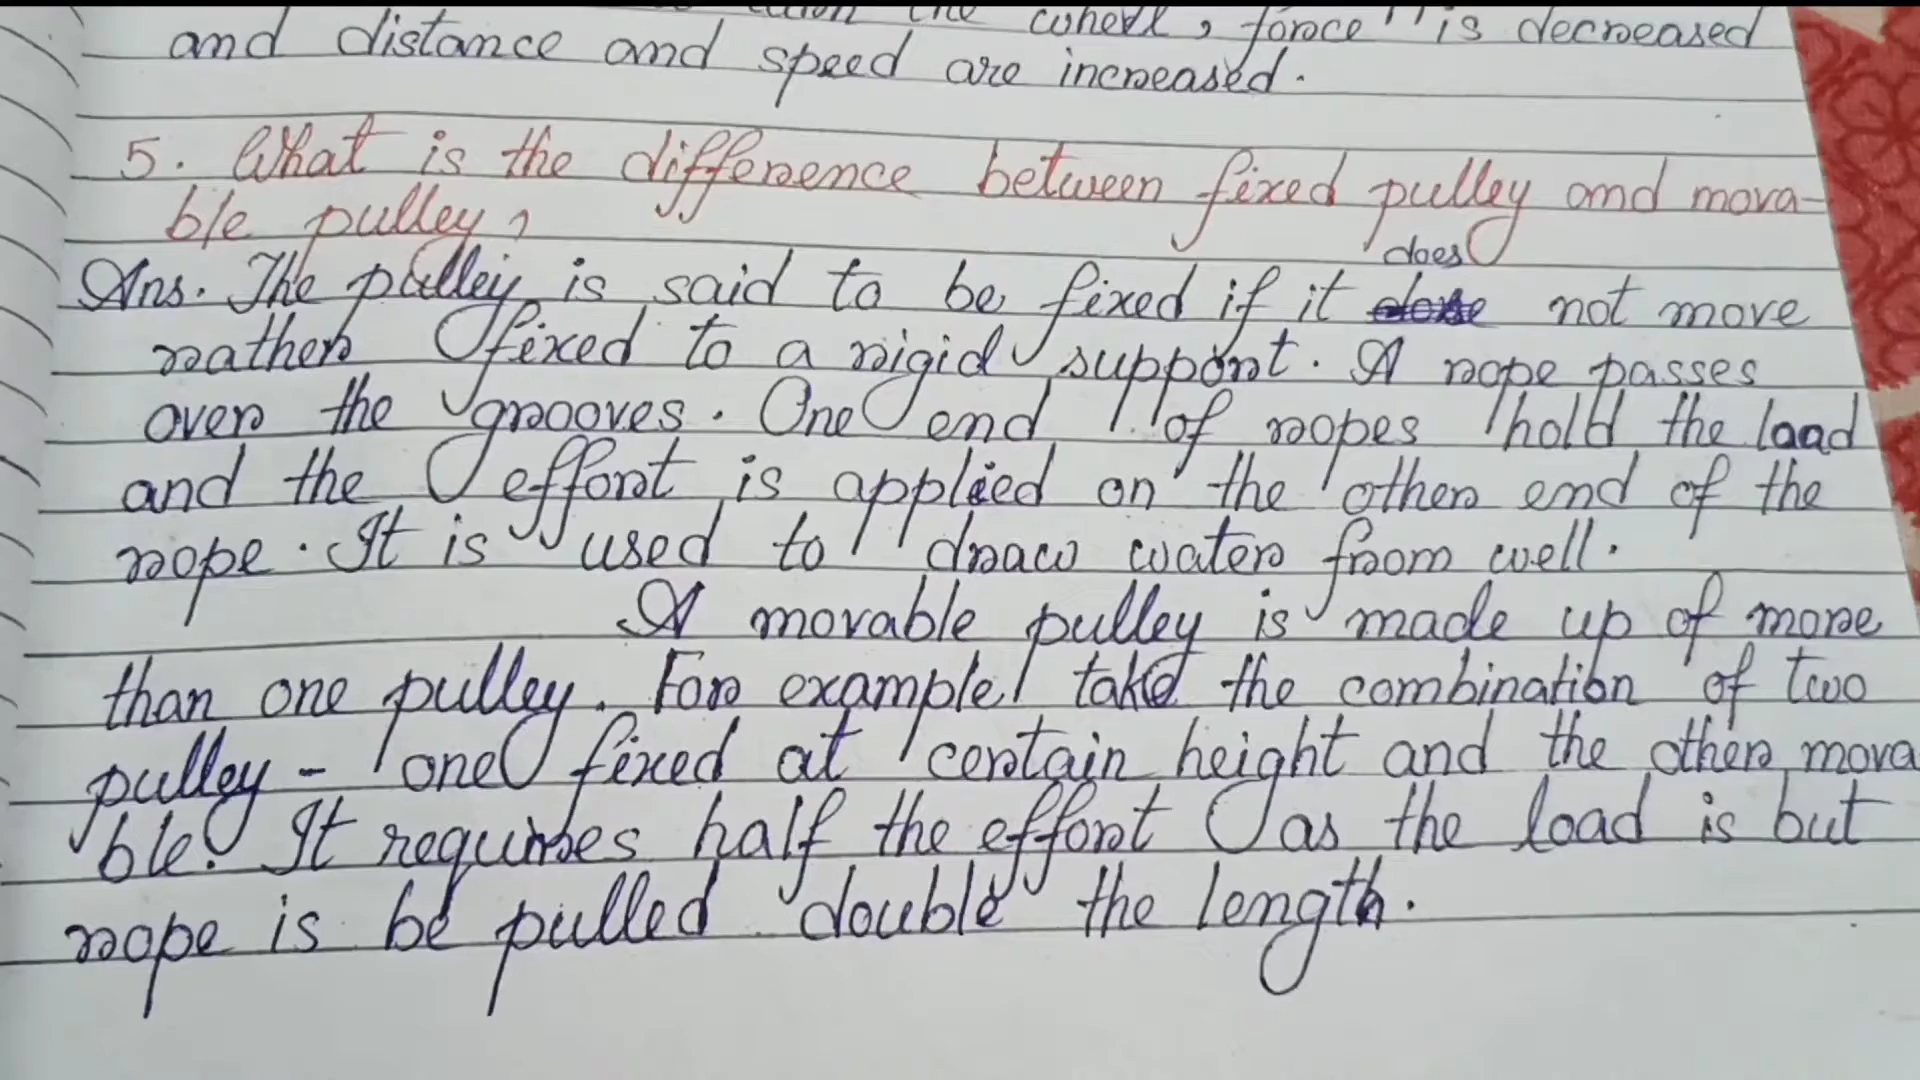 the wheel, force is decreased
and distance and speed are increased.
5. What is the difference between fixed pulley and mova-
ble pulley?
does
Ans. The pulley is said to be fixed if it not move
rather fixed to a rigid support. A rope passes
over the grooves. One end of ropes hold the load
and the effort is applied on the other end of the
rope. It is used to draw water from well.
A movable pulley is made up of more
than one pulley. For example take the combination of two
pulley - one fixed at certain height and the other mova
ble. It requires half the effort as the load is but
rope is be pulled double the length.